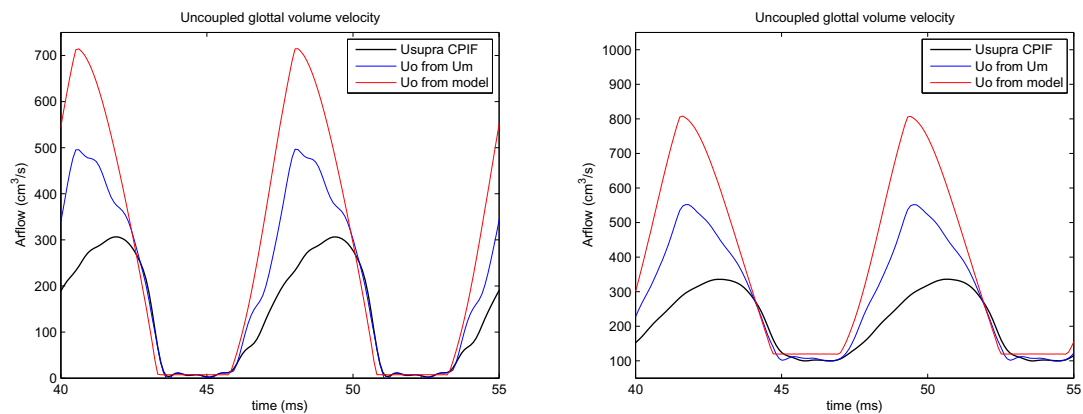 Uncoupled glottal volume velocity
700
600
500
400
300
200
100
0
Arflow (cm³/s)
40
45
50
55
time (ms)
Usupra CPIF
Uo from Um
Uo from model
Uncoupled glottal volume velocity
1000
900
800
700
600
500
400
300
200
100
Arflow (cm³/s)
40
45
50
55
time (ms)
Usupra CPIF
Uo from Um
Uo from model